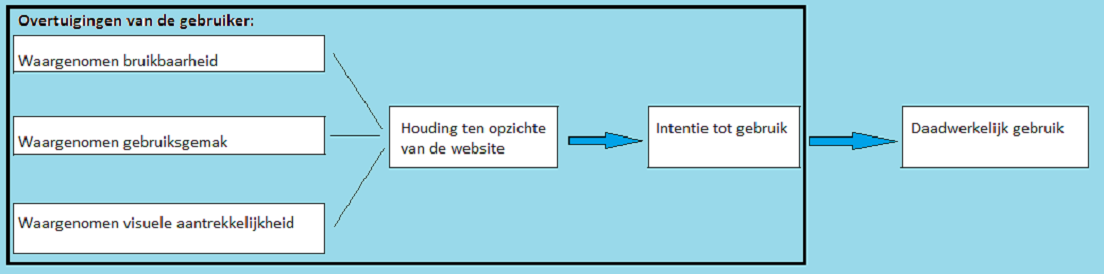 Overtuigingen van de gebruiker:
Waargenomen bruikbaarheid
Waargenomen gebruiksgemak
Waargenomen visuele aantrekkelijkheid
Houding ten opzichte
van de website
Intentie tot gebruik
Daadwerkelijk gebruik